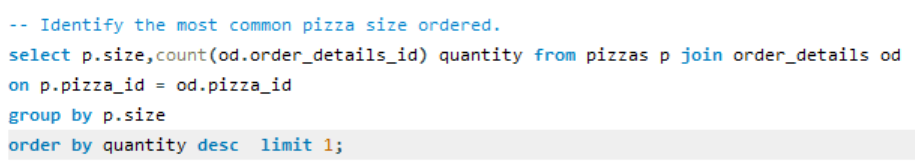 -- Identify the most common pizza size ordered.
select p.size,count(od.order_details_id) quantity from pizzas p join order_details od
on p.pizza_id = od.pizza_id
group by p.size
order by quantity desc  limit 1;